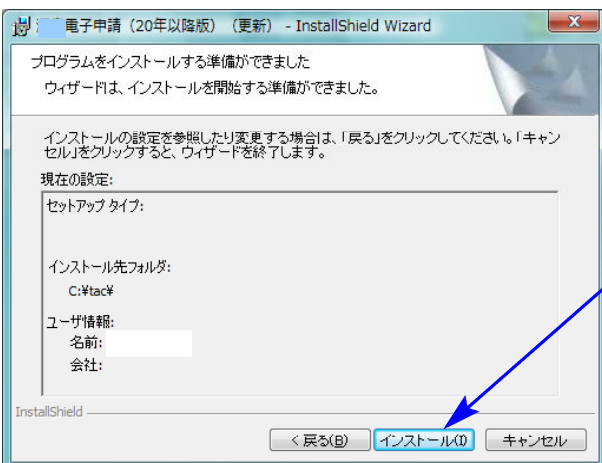 電子申請（20年以降版）（更新） - InstallShield Wizard
プログラムをインストールする準備ができました
ウィザードは、インストールを開始する準備ができました。
インストールの設定を参照したり変更する場合は、「戻る」をクリックしてください。「キャン
セル」をクリックすると、ウィザードを終了します。
現在の設定:
セットアップ タイプ:
インストール先フォルダ:
C:¥tac¥
ユーザ情報:
名前:
会社:
InstallShield
< 戻る(B)
インストール(I)
キャンセル